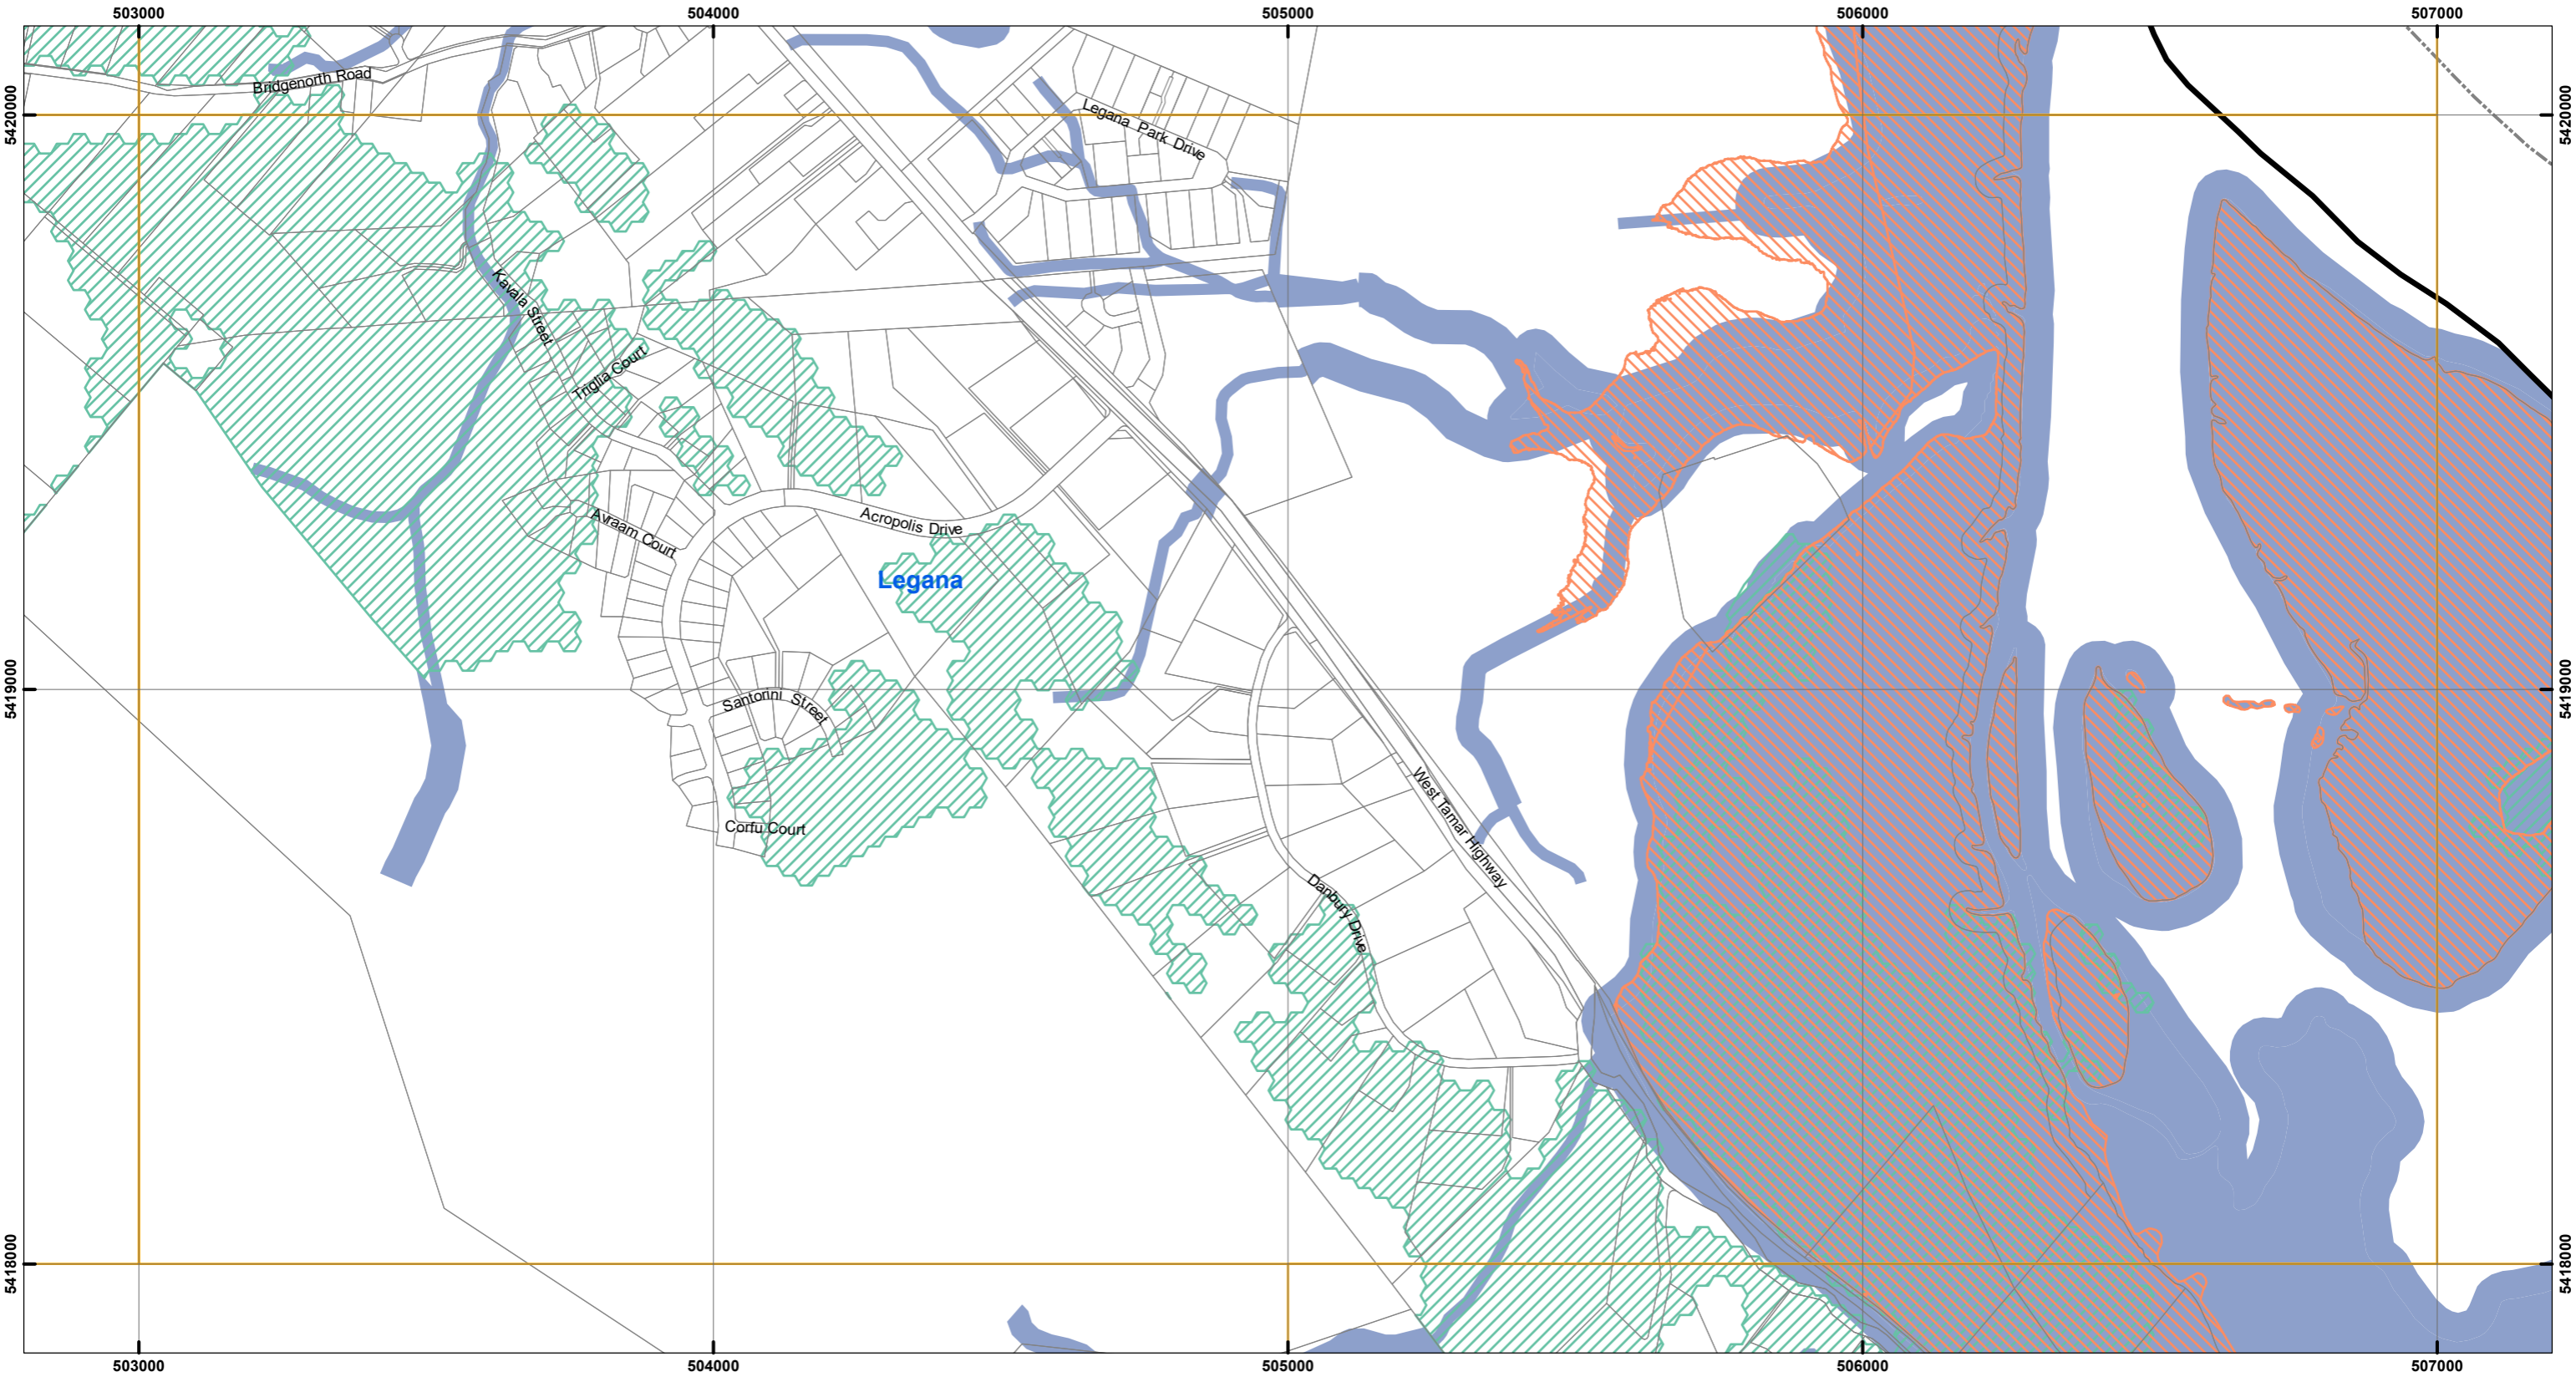 503000
504000
505000
506000
507000
5420000
5420000
Bridgenorth Road
Legana Park Drive
Kavala Street
Triglia Court
Avraam Court
Acropolis Drive
Legana
5419000
5419000
Santorini Street
Corfu Court
West Tamar Highway
Danbury Drive
5418000
5418000
503000
504000
505000
506000
507000